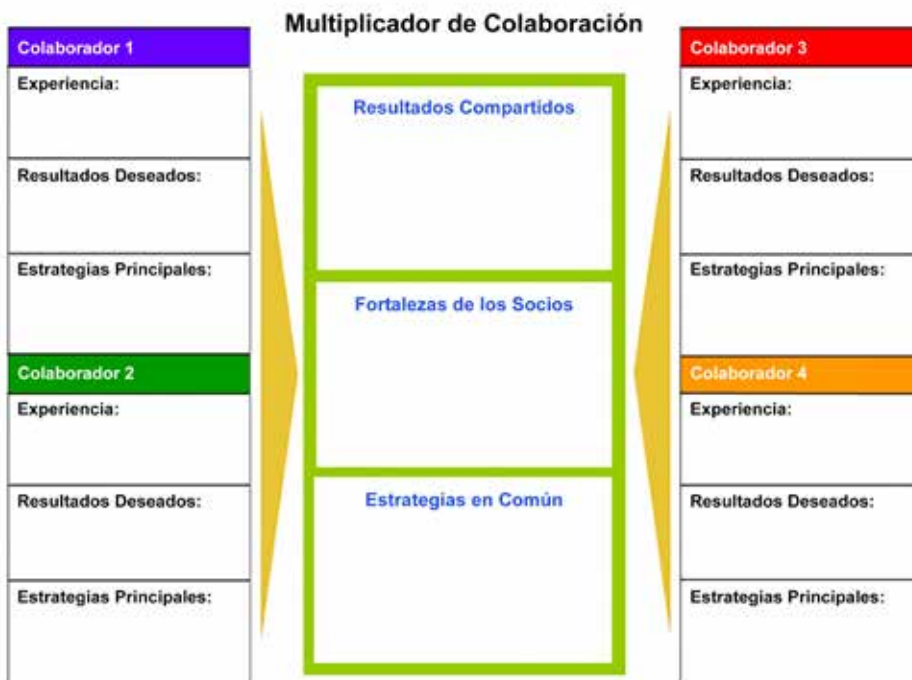 Multiplicador de Colaboración
Colaborador 1
Experiencia:
Resultados Deseados:
Estrategias Principales:
Colaborador 2
Experiencia:
Resultados Deseados:
Estrategias Principales:
Resultados Compartidos
Fortalezas de los Socios
Estrategias en Común
Colaborador 3
Experiencia:
Resultados Deseados:
Estrategias Principales:
Colaborador 4
Experiencia:
Resultados Deseados:
Estrategias Principales: